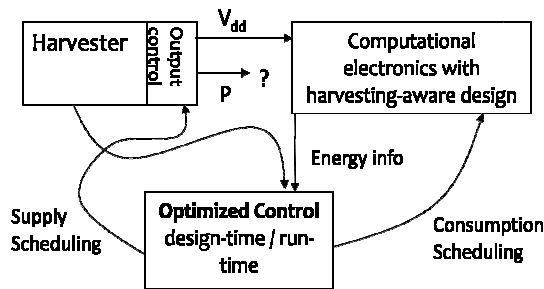 Harvester
Output
control
V_dd
P
?
Computational
electronics with
harvesting-aware design
Energy info
Supply
Scheduling
Optimized Control
design-time / run-
time
Consumption
Scheduling